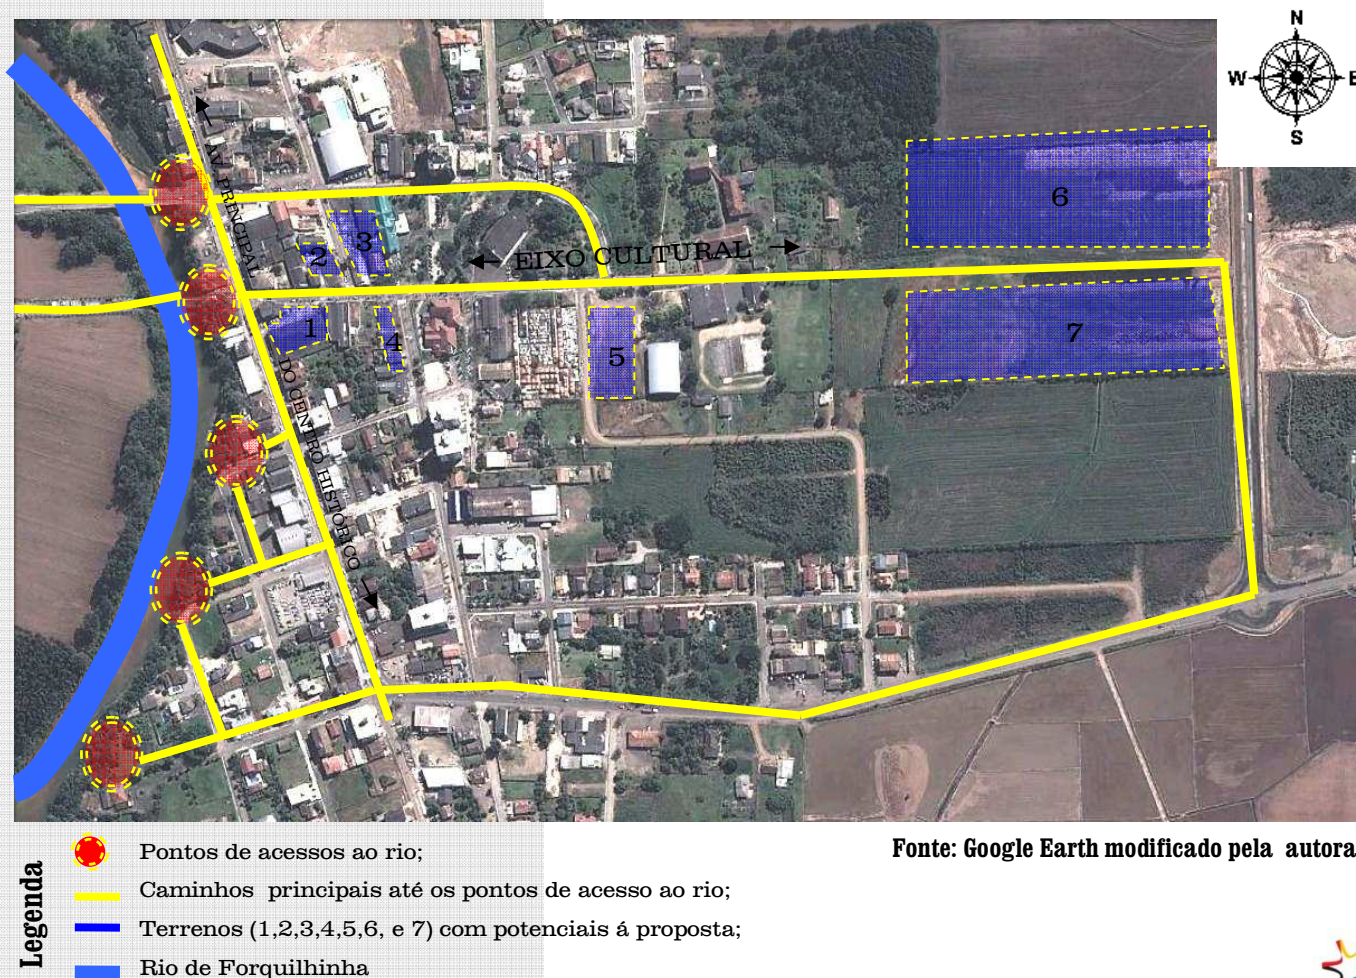 N
W
E
S
AV. PRINCIPAL
DO CENTRO HISTÓRICO
EIXO CULTURAL
1
2
3
4
5
6
7
Legenda
Pontos de acessos ao rio;
Caminhos principais até os pontos de acesso ao rio;
Terrenos (1,2,3,4,5,6, e 7) com potenciais á proposta;
Rio de Forquilhinha
Fonte: Google Earth modificado pela autora